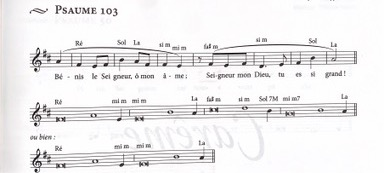 PSAUME 103
Ré Sol La si m mi m fa# m si m Sol La
Bé - nis le Sei gneur, ô mon â - me : Sei-gneur mon Dieu, tu es si grand !
mi m mi m La fa# m si m Sol 7M mi m7 La
ou bien :
mi m mi m La